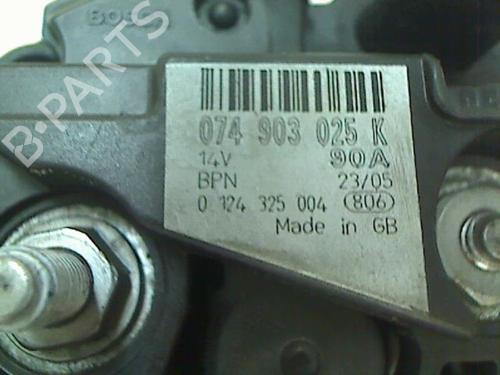 B-PARTS
074 903 025 K
14V 90A
BPN 23/05
0 124 325 004 806
Made in GB